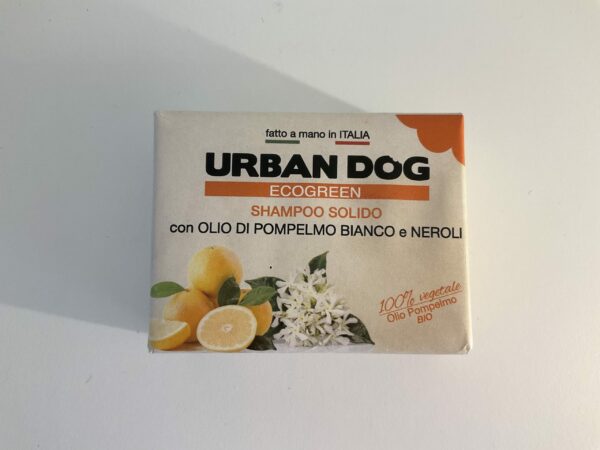 fatto a mano in ITALIA
URBAN DOG
ECOGREEN
SHAMPOO SOLIDO
con OLIO DI POMPELMO BIANCO e NEROLI
100% vegetale
Olio Pompelmo
BIO